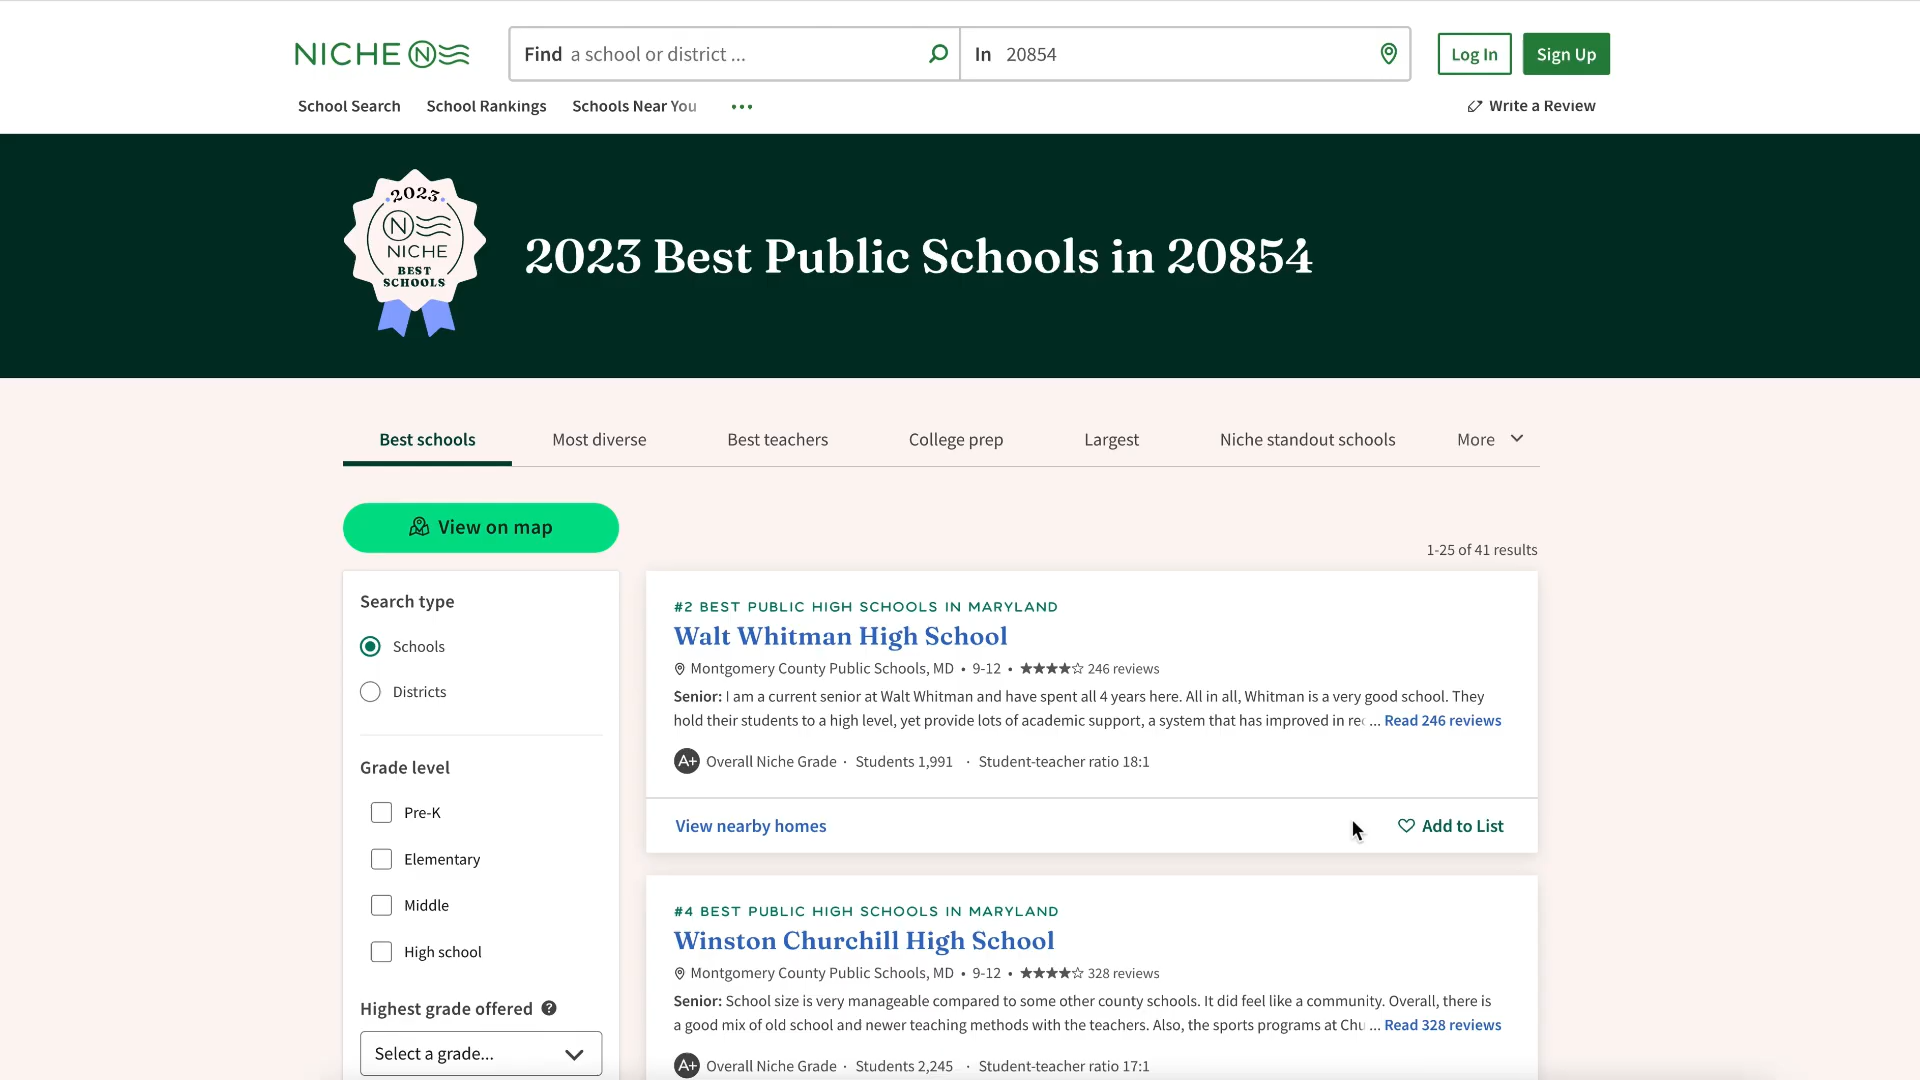 NICHE
Find a school or district ...
In 20854
Log In
Sign Up
School Search
School Rankings
Schools Near You
Write a Review
2023
N
NICHE
BEST
SCHOOLS
2023 Best Public Schools in 20854
Best schools
Most diverse
Best teachers
College prep
Largest
Niche standout schools
More
View on map
1-25 of 41 results
Search type
Schools
Districts
Grade level
Pre-K
Elementary
Middle
High school
Highest grade offered ?
Select a grade...
#2 BEST PUBLIC HIGH SCHOOLS IN MARYLAND
Walt Whitman High School
Montgomery County Public Schools, MD • 9-12 • ★★★★☆ 246 reviews
Senior: I am a current senior at Walt Whitman and have spent all 4 years here. All in all, Whitman is a very good school. They
hold their students to a high level, yet provide lots of academic support, a system that has improved in ... Read 246 reviews
A+ Overall Niche Grade · Students 1,991 · Student-teacher ratio 18:1
View nearby homes
Add to List
#4 BEST PUBLIC HIGH SCHOOLS IN MARYLAND
Winston Churchill High School
Montgomery County Public Schools, MD • 9-12 • ★★★★☆ 328 reviews
Senior: School size is very manageable compared to some other county schools. It did feel like a community. Overall, there is
a good mix of old school and newer teaching methods with the teachers. Also, the sports programs at Chu ... Read 328 reviews
A+ Overall Niche Grade · Students 2,245 · Student-teacher ratio 17:1